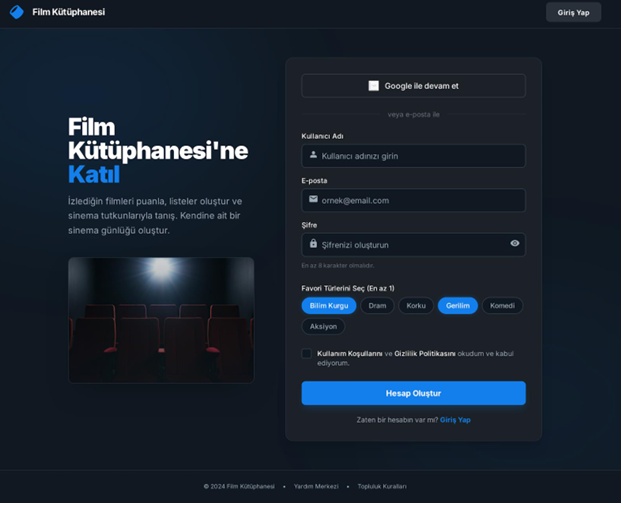 Film Kütüphanesi
Giriş Yap
Film
Kütüphanesi'ne
Katıl
İzlediğin filmleri puanla, listeler oluştur ve
sinema tutkunlarıyla tanış. Kendine ait bir
sinema günlüğü oluştur.
Google ile devam et
veya e-posta ile
Kullanıcı Adı
Kullanıcı adınızı girin
E-posta
ornek@email.com
Şifre
Şifrenizi oluşturun
En az 8 karakter olmalıdır.
Favori Türlerini Seç (En az 1)
Bilim Kurgu Dram Korku Gerilim Komedi
Aksiyon
Kullanım Koşullarını ve Gizlilik Politikasını okudum ve kabul
ediyorum.
Hesap Oluştur
Zaten bir hesabın var mı? Giriş Yap
© 2024 Film Kütüphanesi • Yardım Merkezi • Topluluk Kuralları